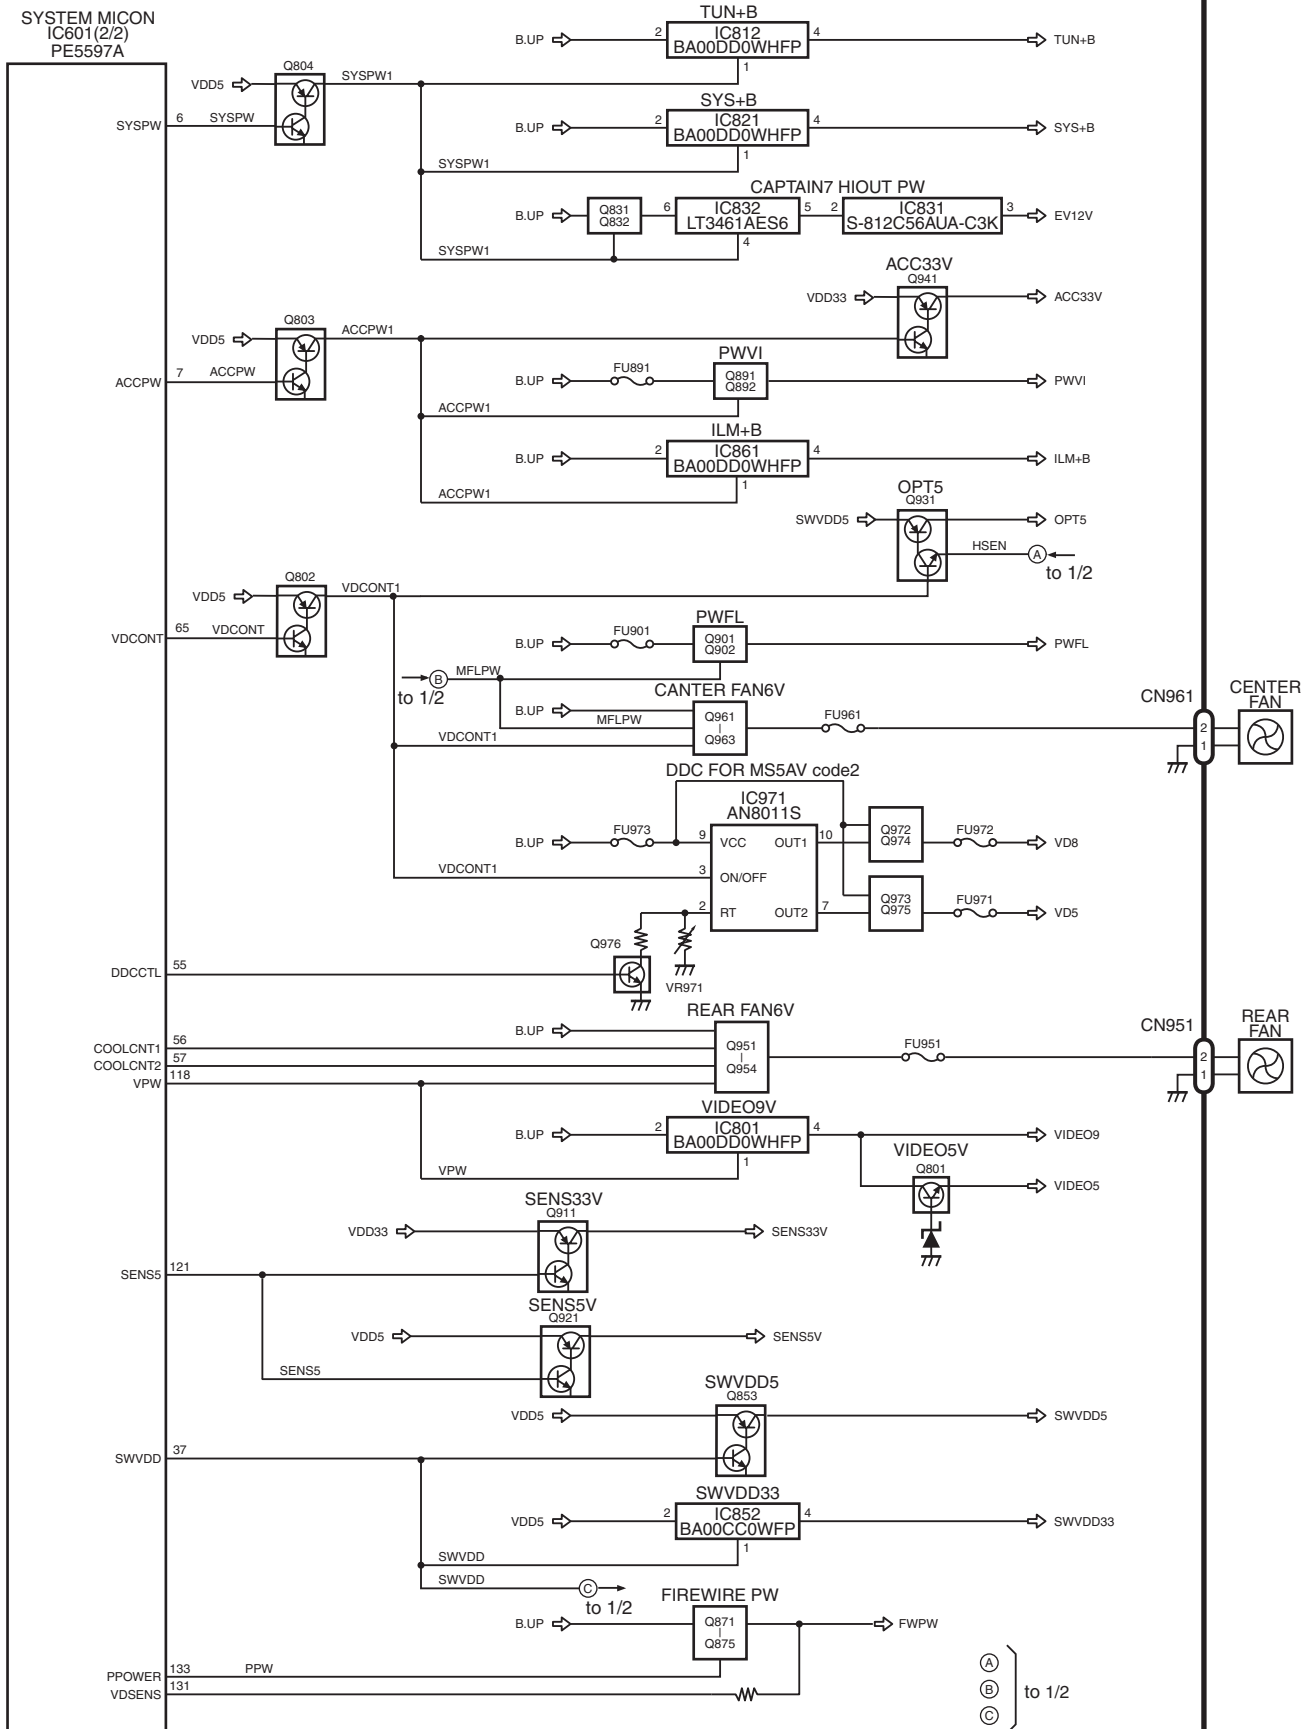 SYSTEM MICON
IC601(2/2)
PE5597A
TUN+B
B.UP 2 IC812 4 TUN+B
BA00DD0WHFP
1
Q804
VDD5 SYSPW1
SYSPW 6 SYSPW
SYS+B
B.UP 2 IC821 4 SYS+B
BA00DD0WHFP
1
SYSPW1
CAPTAIN7 HIOUT PW
B.UP Q831 6 IC832 5 2 IC831 3 EV12V
Q832 LT3461AES6 S-812C56AUA-C3K
4
SYSPW1
ACC33V
Q941
VDD33 ACC33V
Q803
VDD5 ACCPW1
ACCPW 7 ACCPW
PWVI
B.UP FU891 Q891 PWVI
Q892
ACCPW1
ILM+B
B.UP 2 IC861 4 ILM+B
BA00DD0WHFP
1
ACCPW1
OPT5
Q931
SWVDD5 OPT5
HSEN A
to 1/2
Q802
VDD5 VDCONT1
VDCONT 65 VDCONT
PWFL
B.UP FU901 Q901 PWFL
Q902
B MFLPW
to 1/2
CANTER FAN6V
B.UP Q961
MFLPW | FU961
VDCONT1 Q963
CN961 CENTER
FAN
2
1
DDC FOR MS5AV code2
IC971
AN8011S
B.UP FU973 9 VCC OUT1 10 Q972 FU972 VD8
Q974
VDCONT1 3 ON/OFF
2 RT OUT2 7 Q973 FU971 VD5
Q975
Q976
VR971
DDCCTL 55
REAR FAN6V
B.UP
COOLCNT1 56 Q951 FU951
COOLCNT2 57 |
VPW 118 Q954
CN951 REAR
FAN
2
1
VIDEO9V
B.UP 2 IC801 4 VIDEO9
BA00DD0WHFP
1
VPW
VIDEO5V
Q801
VIDEO5
SENS33V
Q911
VDD33 SENS33V
SENS5 121
SENS5V
Q921
VDD5 SENS5V
SENS5
SWVDD5
Q853
VDD5 SWVDD5
SWVDD 37
SWVDD33
VDD5 2 IC852 4 SWVDD33
BA00CC0WFP
1
SWVDD
SWVDD C
to 1/2
FIREWIRE PW
B.UP Q871 FWPW
|
Q875
PPOWER 133 PPW
VDSENS 131
A
B to 1/2
C